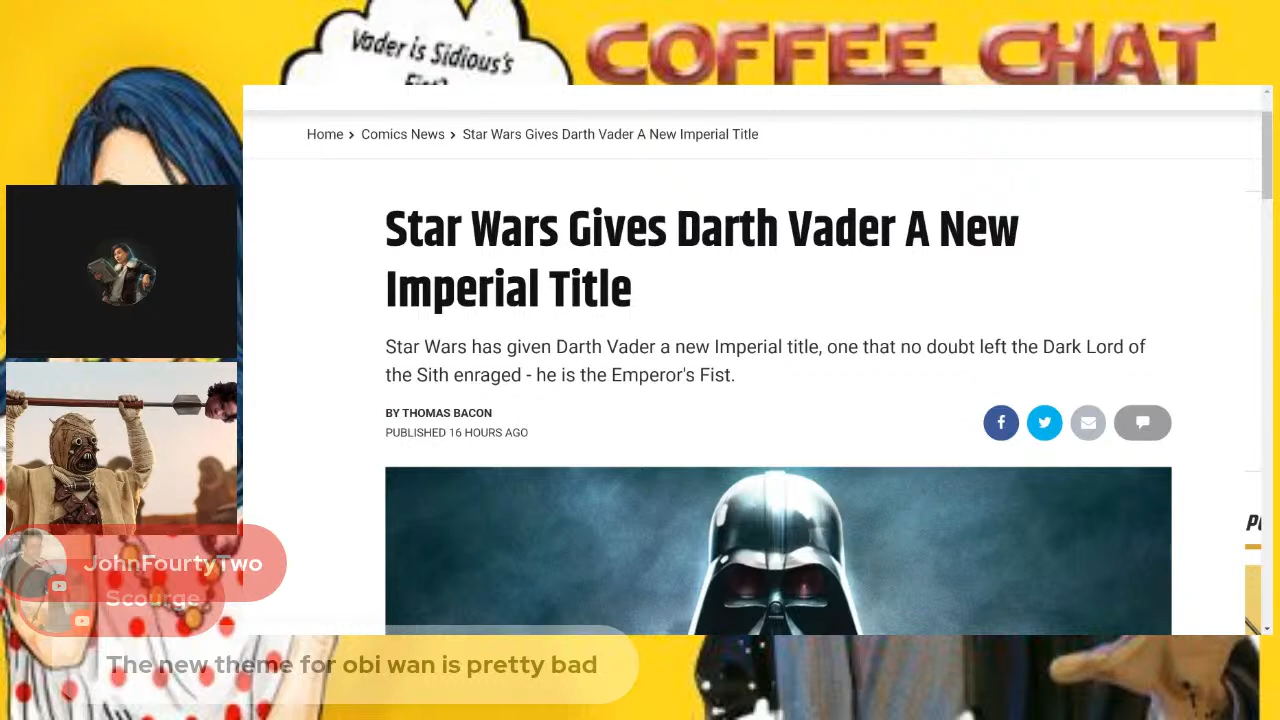 Vader is Sidious's
COFFEE CHAT
Home > Comics News > Star Wars Gives Darth Vader A New Imperial Title
Star Wars Gives Darth Vader A New
Imperial Title
Star Wars has given Darth Vader a new Imperial title, one that no doubt left the Dark Lord of
the Sith enraged - he is the Emperor's Fist.
BY THOMAS BACON
PUBLISHED 16 HOURS AGO
JohnFourtyTwo
Scourge
The new theme for obi wan is pretty bad